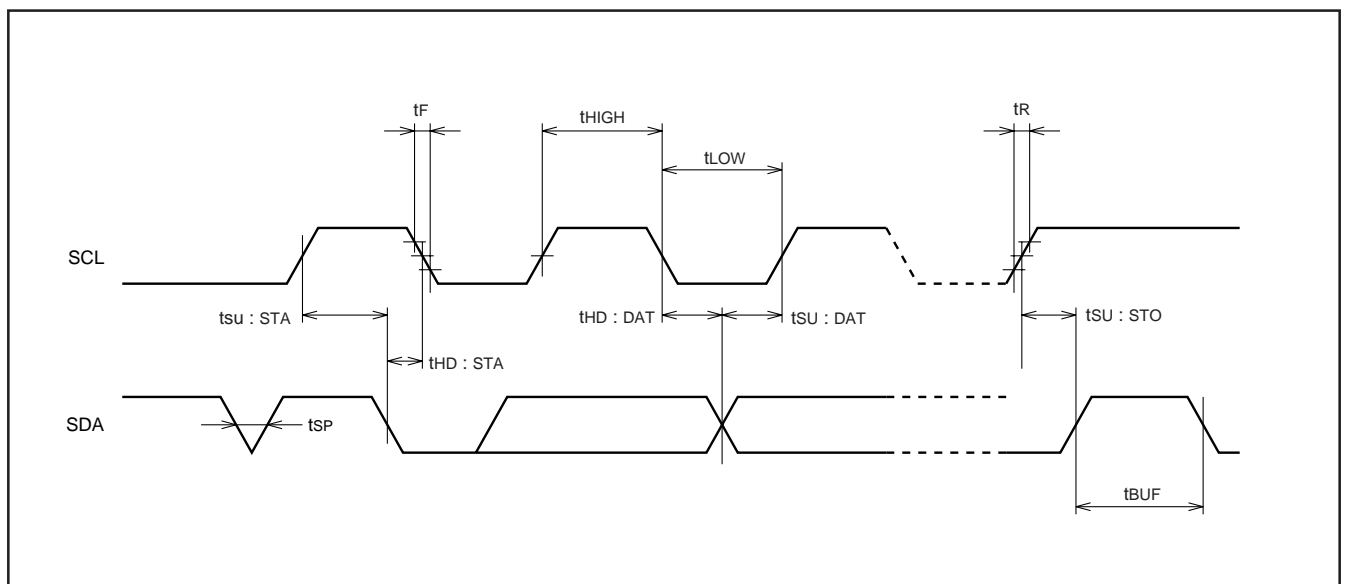 tF
tHIGH
tR
tLOW
SCL
tsu : STA
tHD : DAT
tSU : DAT
tSU : STO
tHD : STA
SDA
tSP
tBUF